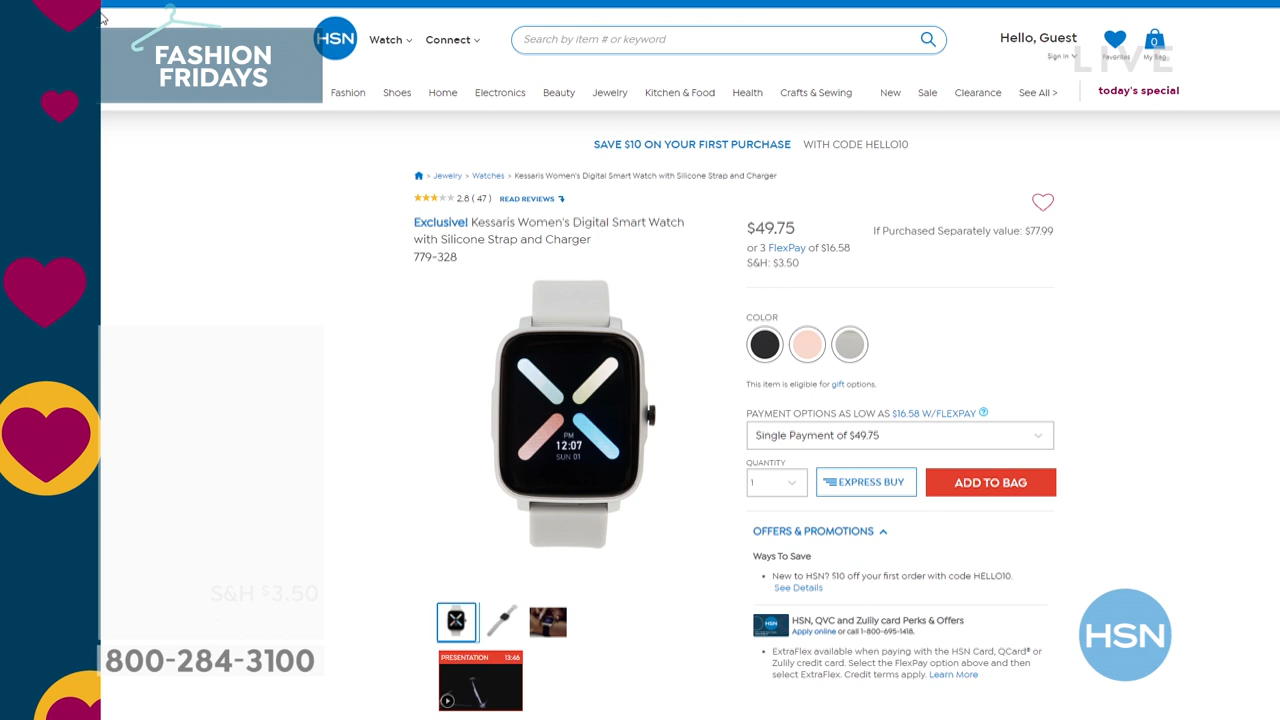 FASHION
FRIDAYS
HSN
Watch
Connect
Search by item # or keyword
Hello, Guest
Sign In
Favorites
0
My Bag
LIVE
Fashion Shoes Home Electronics Beauty Jewelry Kitchen & Food Health Crafts & Sewing New Sale Clearance See All >
today's special
SAVE $10 ON YOUR FIRST PURCHASE WITH CODE HELLO10
> Jewelry > Watches > Kessaris Women's Digital Smart Watch with Silicone Strap and Charger
2.8 ( 47 ) READ REVIEWS
Exclusive! Kessaris Women's Digital Smart Watch
with Silicone Strap and Charger
779-328
$49.75
If Purchased Separately value: $77.99
or 3 FlexPay of $16.58
S&H: $3.50
COLOR
This item is eligible for gift options.
PAYMENT OPTIONS AS LOW AS $16.58 W/FLEXPAY ?
Single Payment of $49.75
QUANTITY
1
EXPRESS BUY
ADD TO BAG
PM
12:07
SUN 01
OFFERS & PROMOTIONS
Ways To Save
• New to HSN? $10 off your first order with code HELLO10.
See Details
HSN, QVC and Zulily card Perks & Offers
Apply online or call 1-800-695-1418.
• ExtraFlex available when paying with the HSN Card, QCard® or
Zulily credit card. Select the FlexPay option above and then
select ExtraFlex. Credit terms apply. Learn More
PRESENTATION 13:46
S&H $3.50
800-284-3100
HSN